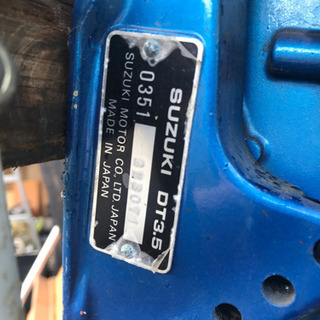 SUZUKI DT3.5
0351
SUZUKI MOTOR CO.,LTD. JAPAN
MADE IN JAPAN